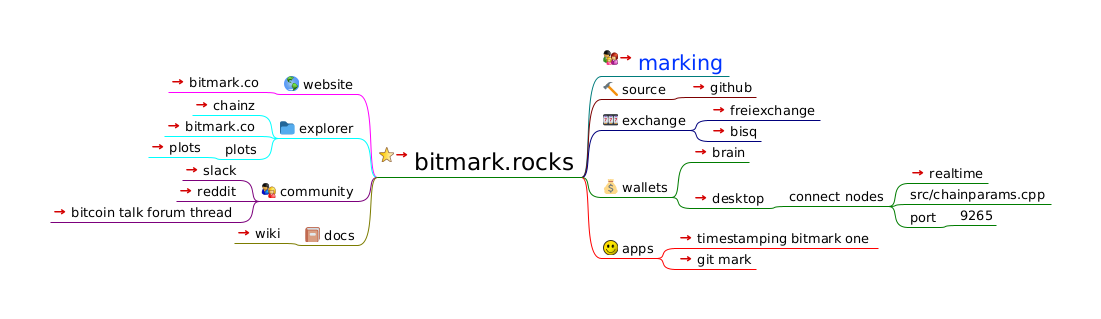 bitmark.rocks
website
bitmark.co
explorer
chainz
bitmark.co
plots
plots
community
slack
reddit
bitcoin talk forum thread
docs
wiki
marking
source
github
exchange
freiexchange
bisq
wallets
brain
desktop
connect nodes
realtime
src/chainparams.cpp
port
9265
apps
timestamping bitmark one
git mark